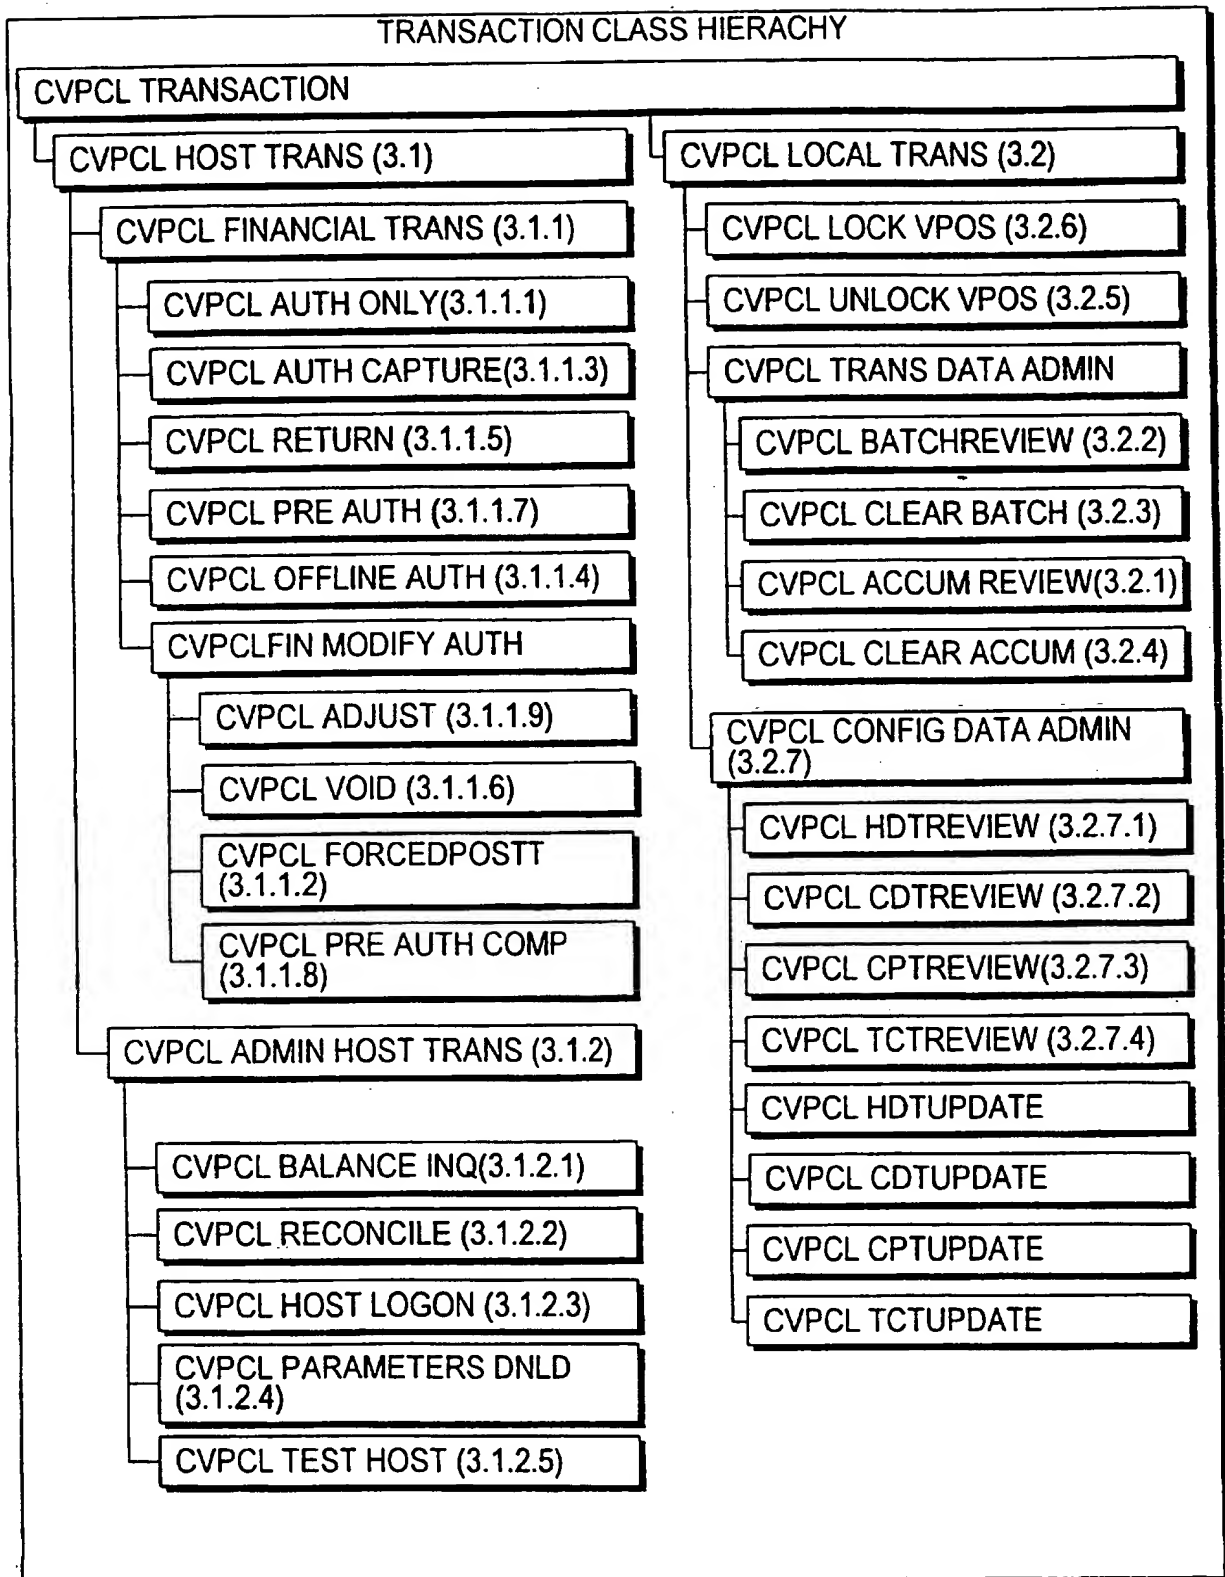 TRANSACTION CLASS HIERACHY
CVPCL TRANSACTION
CVPCL HOST TRANS (3.1)
CVPCL FINANCIAL TRANS (3.1.1)
CVPCL AUTH ONLY(3.1.1.1)
CVPCL AUTH CAPTURE(3.1.1.3)
CVPCL RETURN (3.1.1.5)
CVPCL PRE AUTH (3.1.1.7)
CVPCL OFFLINE AUTH (3.1.1.4)
CVPCLFIN MODIFY AUTH
CVPCL ADJUST (3.1.1.9)
CVPCL VOID (3.1.1.6)
CVPCL FORCEDPOSTT
(3.1.1.2)
CVPCL PRE AUTH COMP
(3.1.1.8)
CVPCL ADMIN HOST TRANS (3.1.2)
CVPCL BALANCE INQ(3.1.2.1)
CVPCL RECONCILE (3.1.2.2)
CVPCL HOST LOGON (3.1.2.3)
CVPCL PARAMETERS DNLD
(3.1.2.4)
CVPCL TEST HOST (3.1.2.5)
CVPCL LOCAL TRANS (3.2)
CVPCL LOCK VPOS (3.2.6)
CVPCL UNLOCK VPOS (3.2.5)
CVPCL TRANS DATA ADMIN
CVPCL BATCHREVIEW (3.2.2)
CVPCL CLEAR BATCH (3.2.3)
CVPCL ACCUM REVIEW(3.2.1)
CVPCL CLEAR ACCUM (3.2.4)
CVPCL CONFIG DATA ADMIN
(3.2.7)
CVPCL HDTREVIEW (3.2.7.1)
CVPCL CDTREVIEW (3.2.7.2)
CVPCL CPTREVIEW(3.2.7.3)
CVPCL TCTREVIEW (3.2.7.4)
CVPCL HDTUPDATE
CVPCL CDTUPDATE
CVPCL CPTUPDATE
CVPCL TCTUPDATE